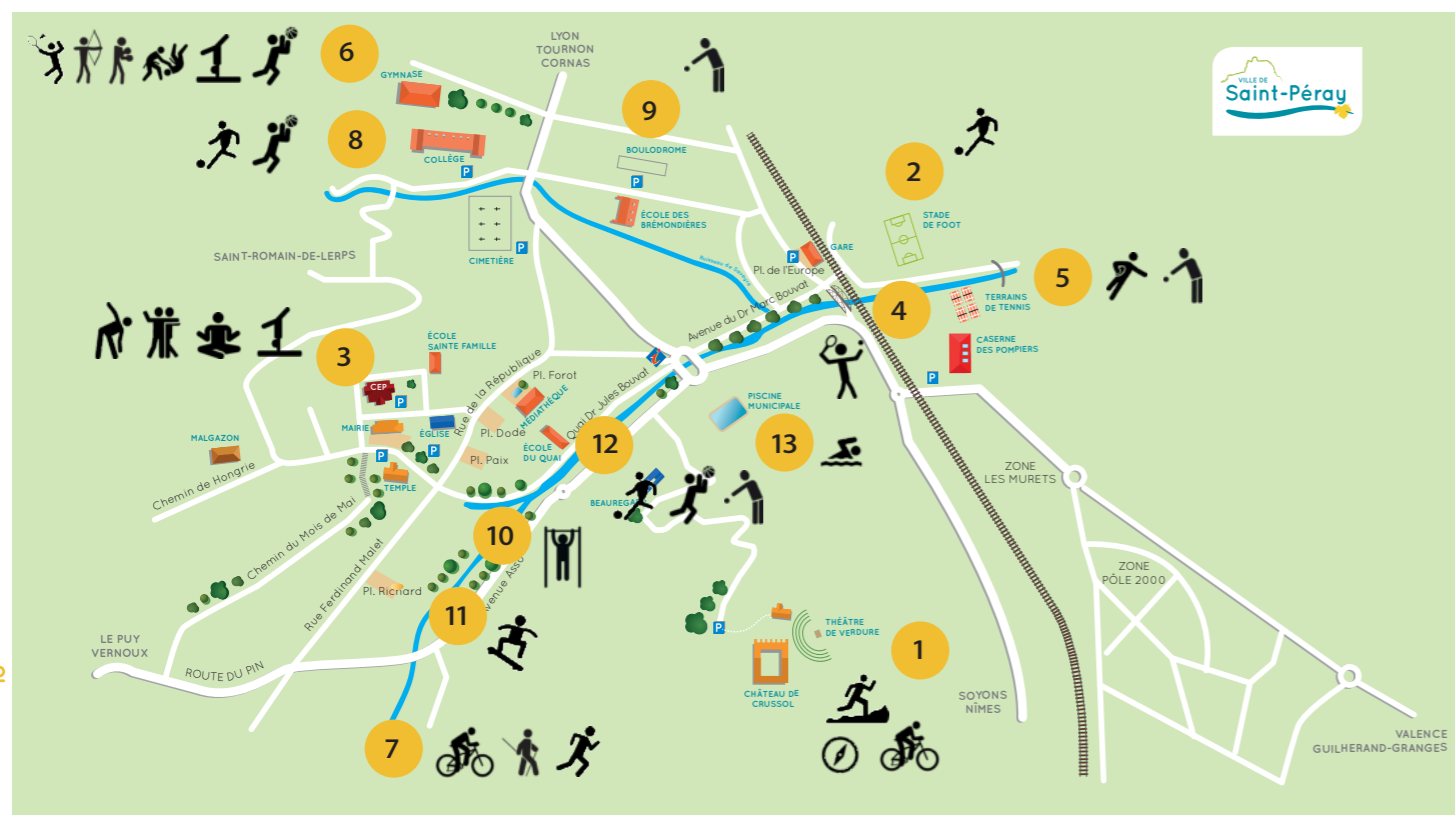 6
GYMNASE
LYON
TOURNON
CORNAS
9
VILLE DE
Saint-Péray
8
COLLÈGE
P
BOULODROME
P
2
STADE
DE FOOT
ÉCOLE DES
BRÉMONDIÈRES
CIMETIÈRE
P
SAINT-ROMAIN-DE-LERPS
Ruisseau de Savagne
P
GARE
Pl. de l'Europe
5
TERRAINS
DE TENNIS
Avenue du Dr Marc Bouvat
4
CASERNE
DES POMPIERS
P
3
ÉCOLE
SAINTE FAMILLE
CEP
P
Rue de la République
Pl. Forot
MÉDIATHÈQUE
Quai Dr Jules Bouvat
PISCINE
MUNICIPALE
MAIRIE
ÉGLISE
P
Pl. Dode
ÉCOLE
DU QUAI
12
13
MALGAZON
P
TEMPLE
Pl. Paix
Chemin de Hongrie
ZONE
LES MURETS
Chemin du Mois de Mai
10
Rue Ferdinand Malet
Pl. Richard
11
ZONE
PÔLE 2000
P
THÉÂTRE
DE VERDURE
1
LE PUY
VERNOUX
ROUTE DU PIN
CHÂTEAU DE
CRUSSOL
SOYONS
NÎMES
7
VALENCE
GUILHERAND-GRANGES